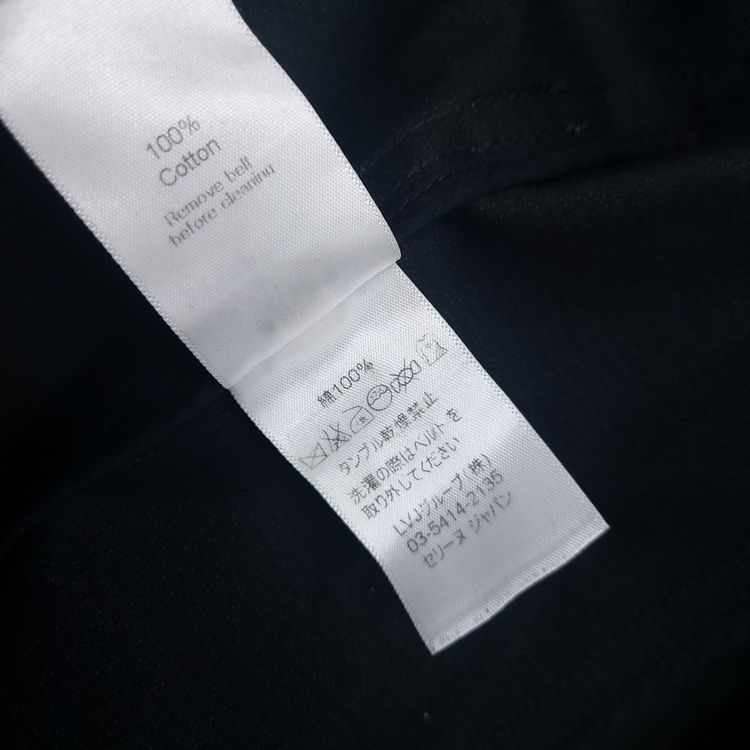 100%
Cotton
Remove belt
before cleaning
綿100%
タンブル乾燥禁止
洗濯の際はベルトを
取り外してください
LVJグループ(株)
03-5414-2135
セリーヌ ジャパン